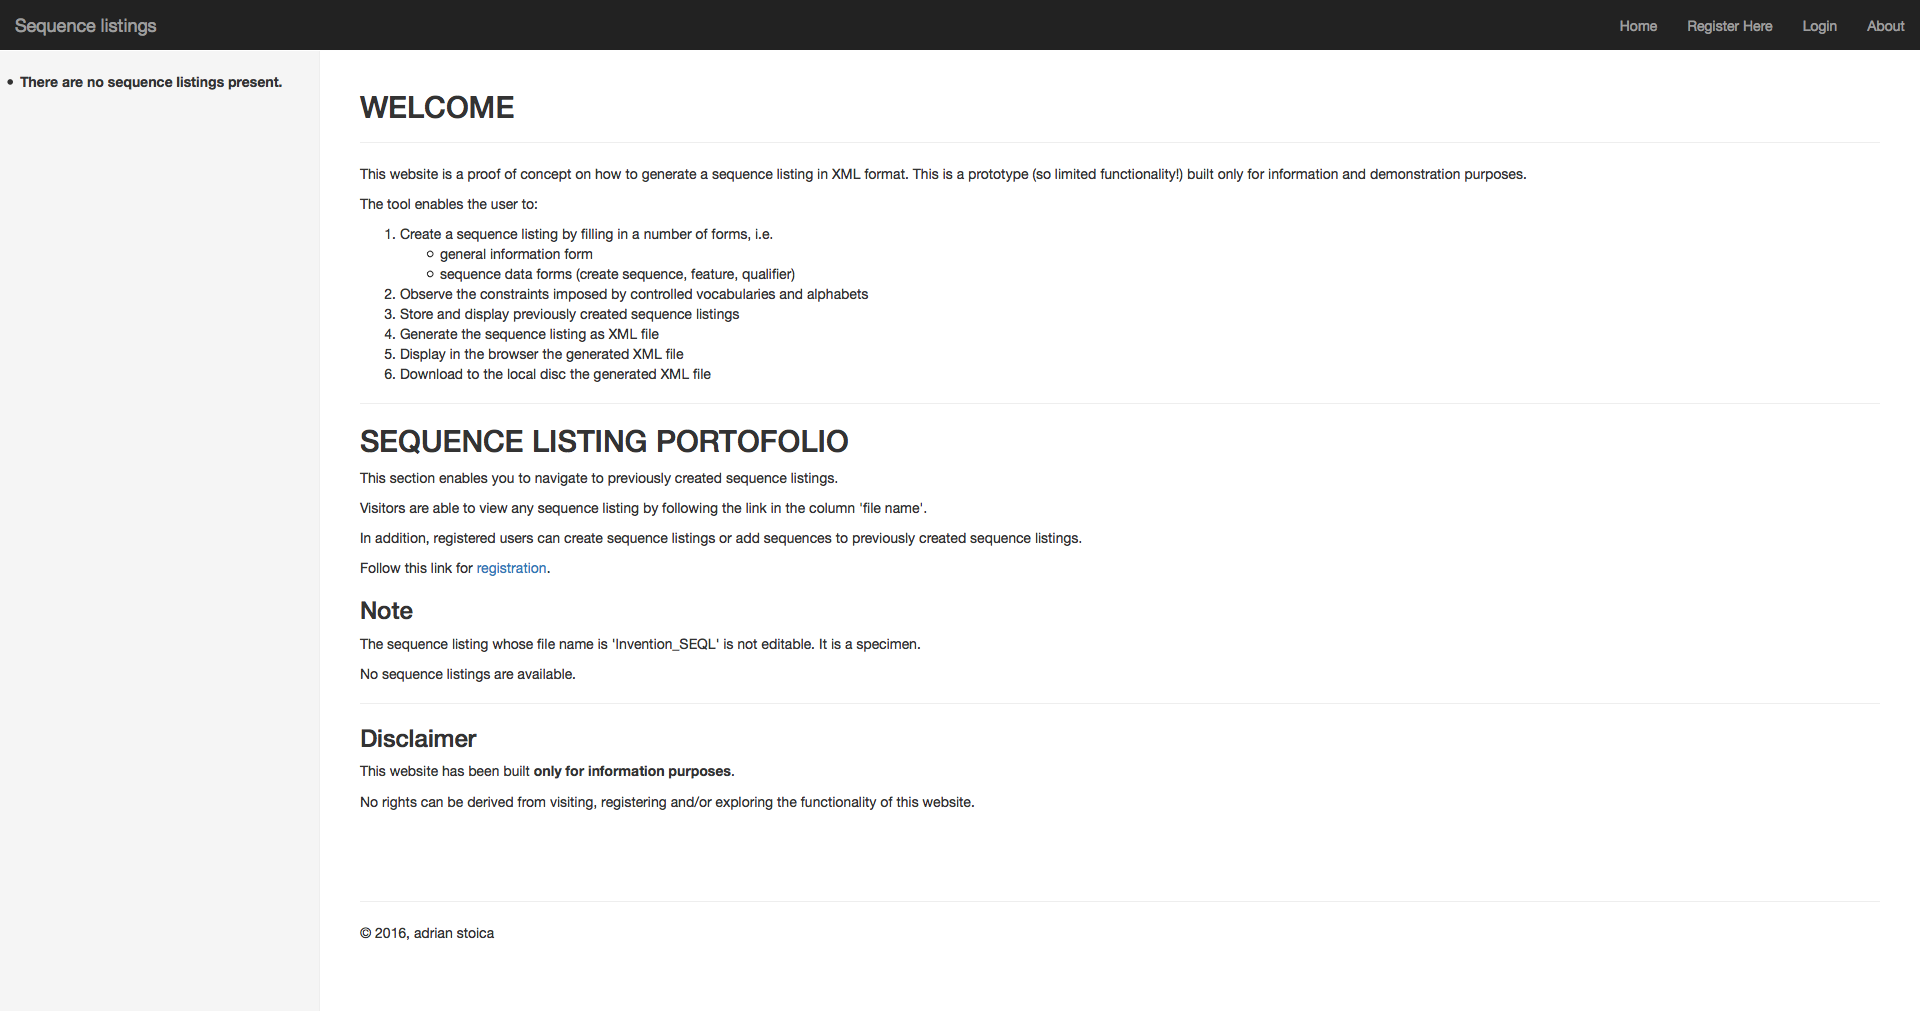 Sequence listings
Home
Register Here
Login
About
• There are no sequence listings present.
WELCOME
This website is a proof of concept on how to generate a sequence listing in XML format. This is a prototype (so limited functionality!) built only for information and demonstration purposes.
The tool enables the user to:
1. Create a sequence listing by filling in a number of forms, i.e.
○ general information form
○ sequence data forms (create sequence, feature, qualifier)
2. Observe the constraints imposed by controlled vocabularies and alphabets
3. Store and display previously created sequence listings
4. Generate the sequence listing as XML file
5. Display in the browser the generated XML file
6. Download to the local disc the generated XML file
SEQUENCE LISTING PORTOFOLIO
This section enables you to navigate to previously created sequence listings.
Visitors are able to view any sequence listing by following the link in the column 'file name'.
In addition, registered users can create sequence listings or add sequences to previously created sequence listings.
Follow this link for registration.
Note
The sequence listing whose file name is 'Invention_SEQL' is not editable. It is a specimen.
No sequence listings are available.
Disclaimer
This website has been built only for information purposes.
No rights can be derived from visiting, registering and/or exploring the functionality of this website.
© 2016, adrian stoica